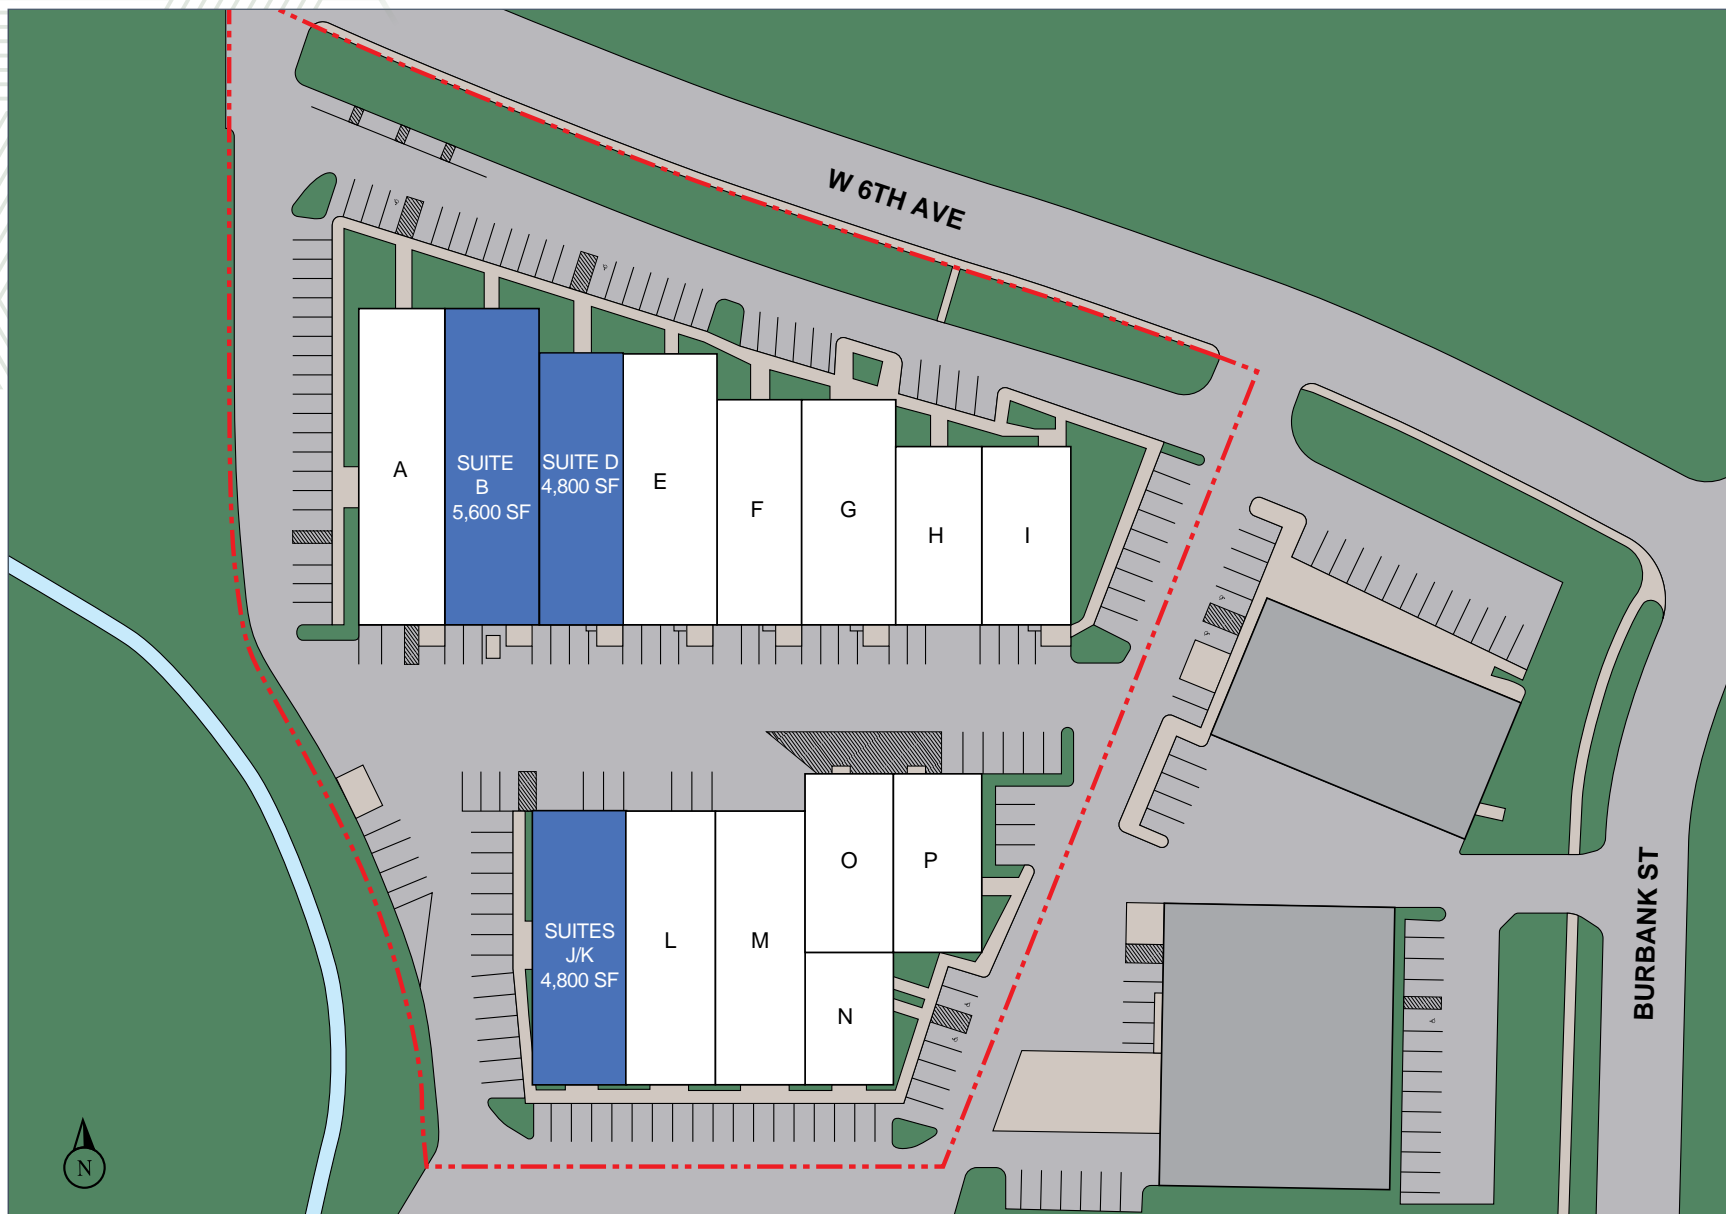 W 6TH AVE
A
SUITE
B
5,600 SF
SUITE D
4,800 SF
E
F
G
H
I
O
P
SUITES
J/K
4,800 SF
L
M
N
BURBANK ST
N